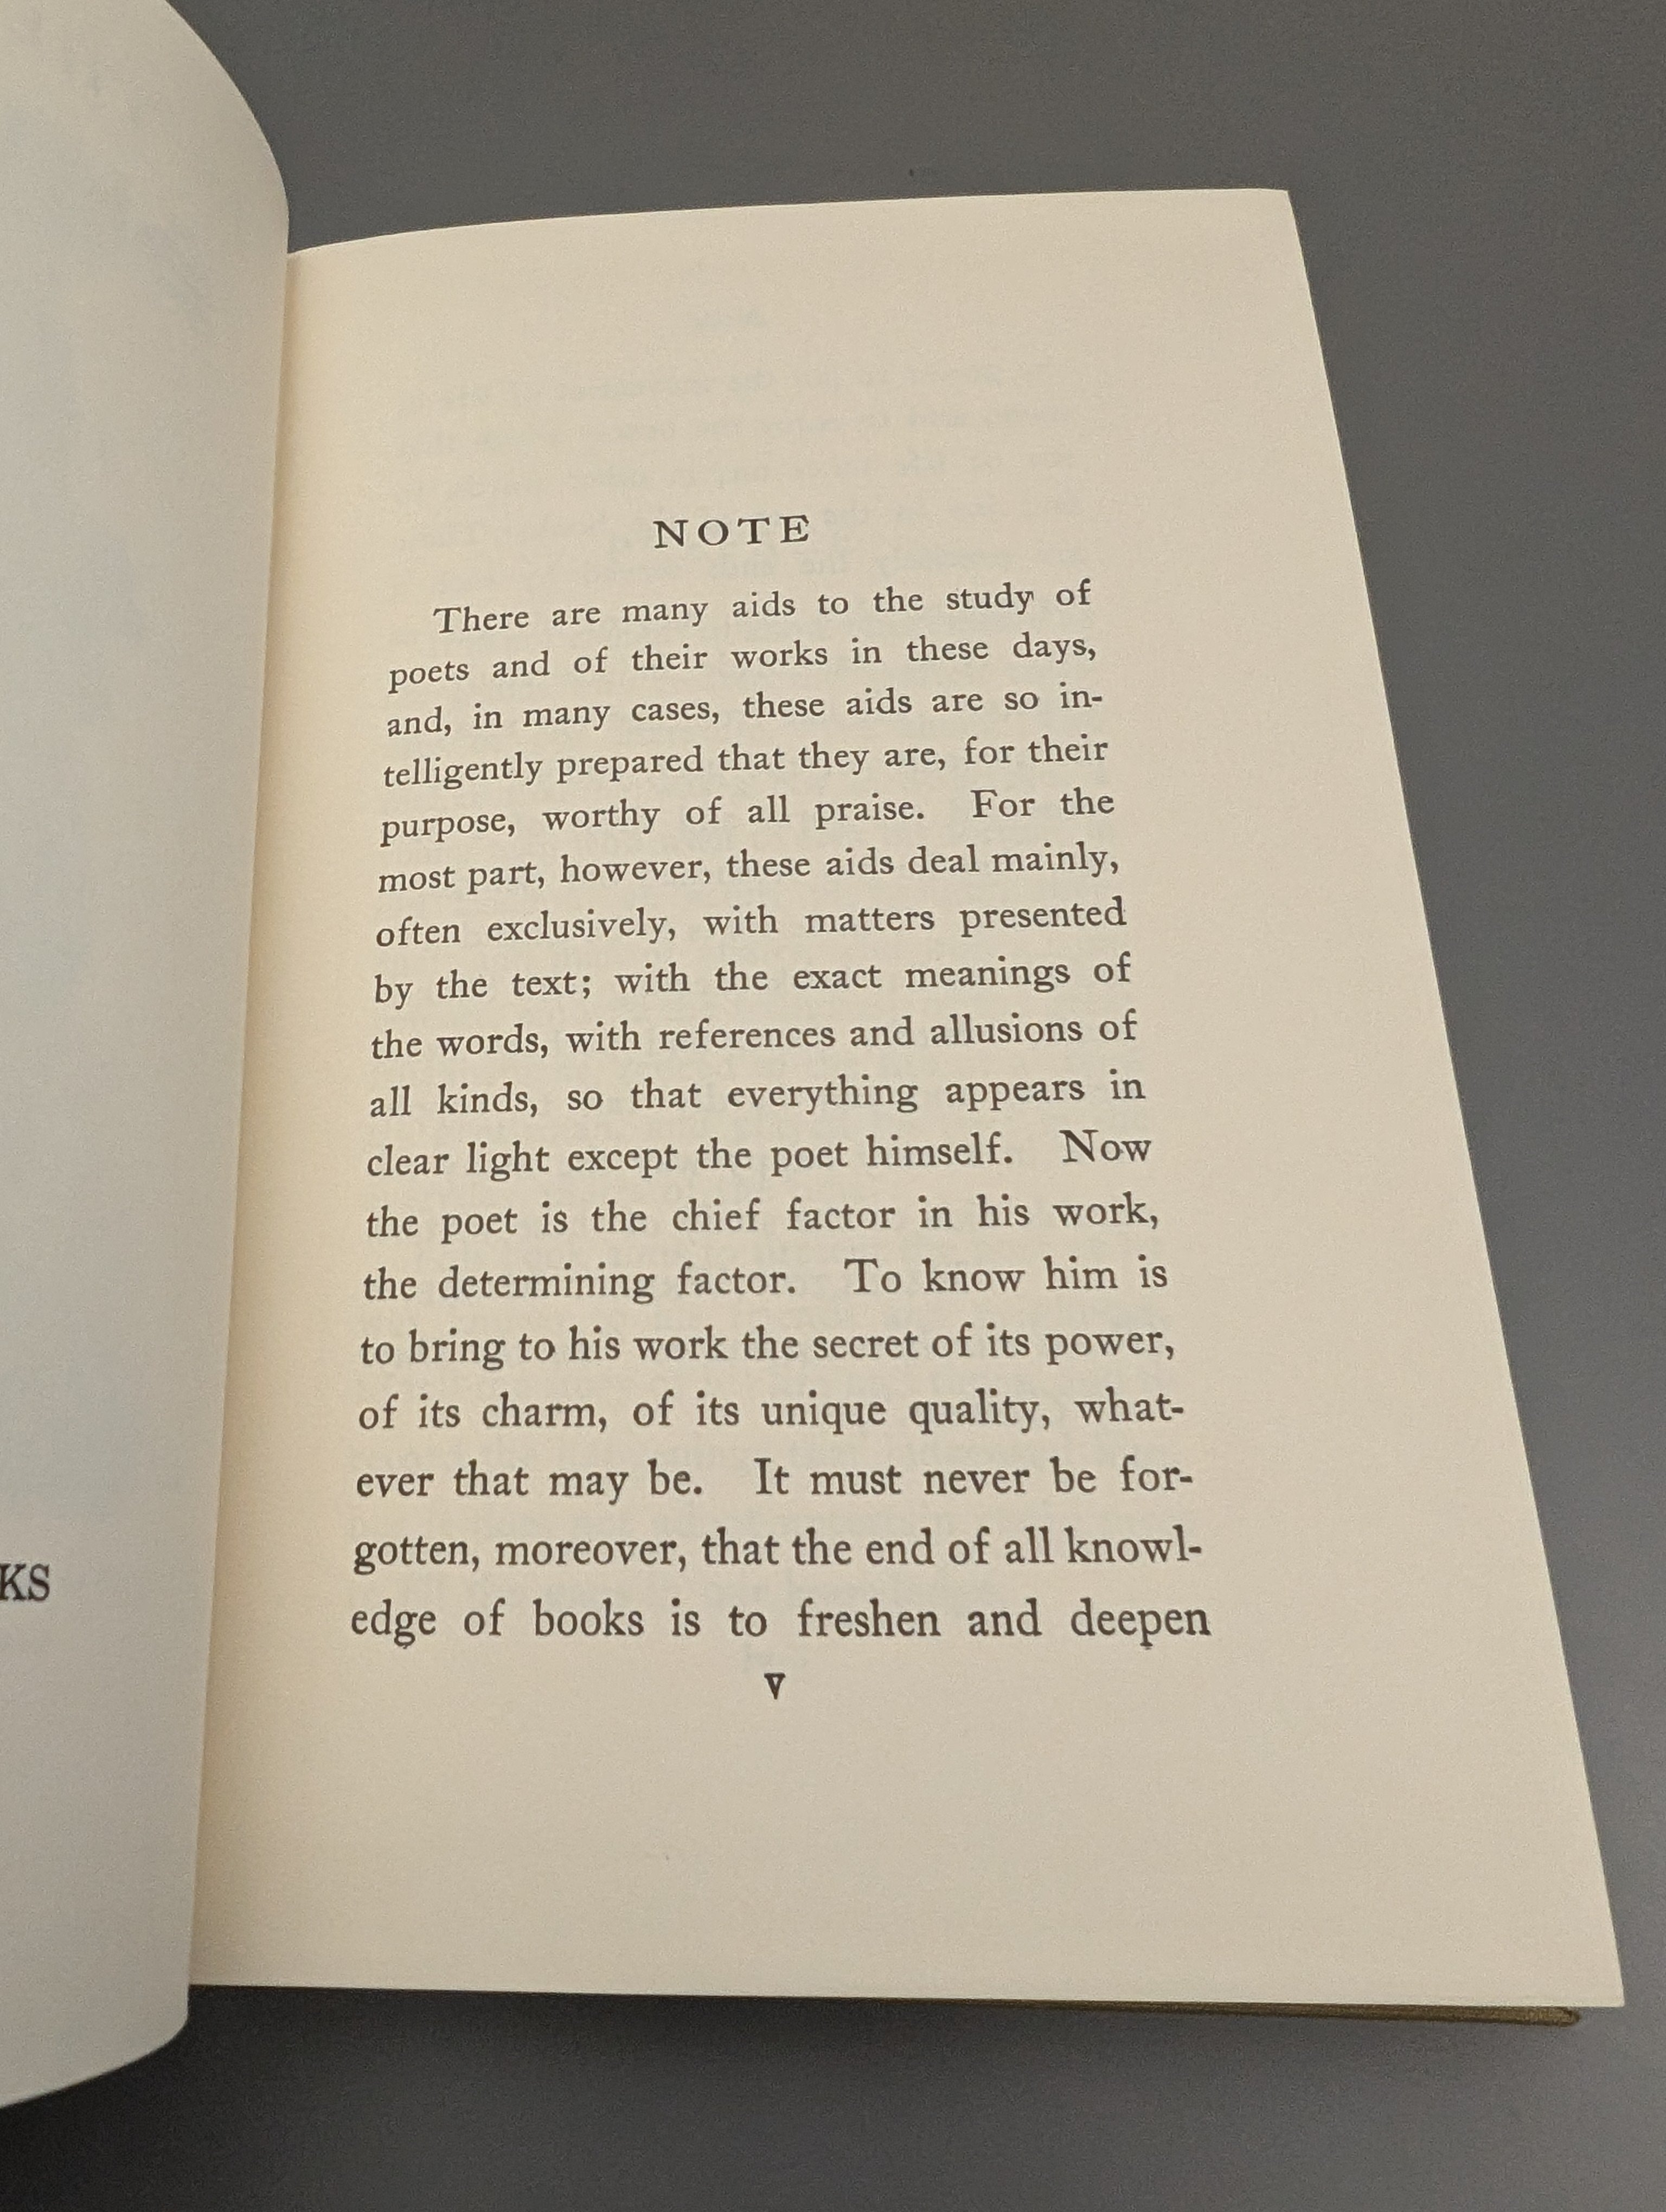 KS
NOTE
There are many aids to the study of
poets and of their works in these days,
and, in many cases, these aids are so in-
telligently prepared that they are, for their
purpose, worthy of all praise. For the
most part, however, these aids deal mainly,
often exclusively, with matters presented
by the text; with the exact meanings of
the words, with references and allusions of
all kinds, so that everything appears in
clear light except the poet himself. Now
the poet is the chief factor in his work,
the determining factor. To know him is
to bring to his work the secret of its power,
of its charm, of its unique quality, what-
ever that may be. It must never be for-
gotten, moreover, that the end of all knowl-
edge of books is to freshen and deepen
v